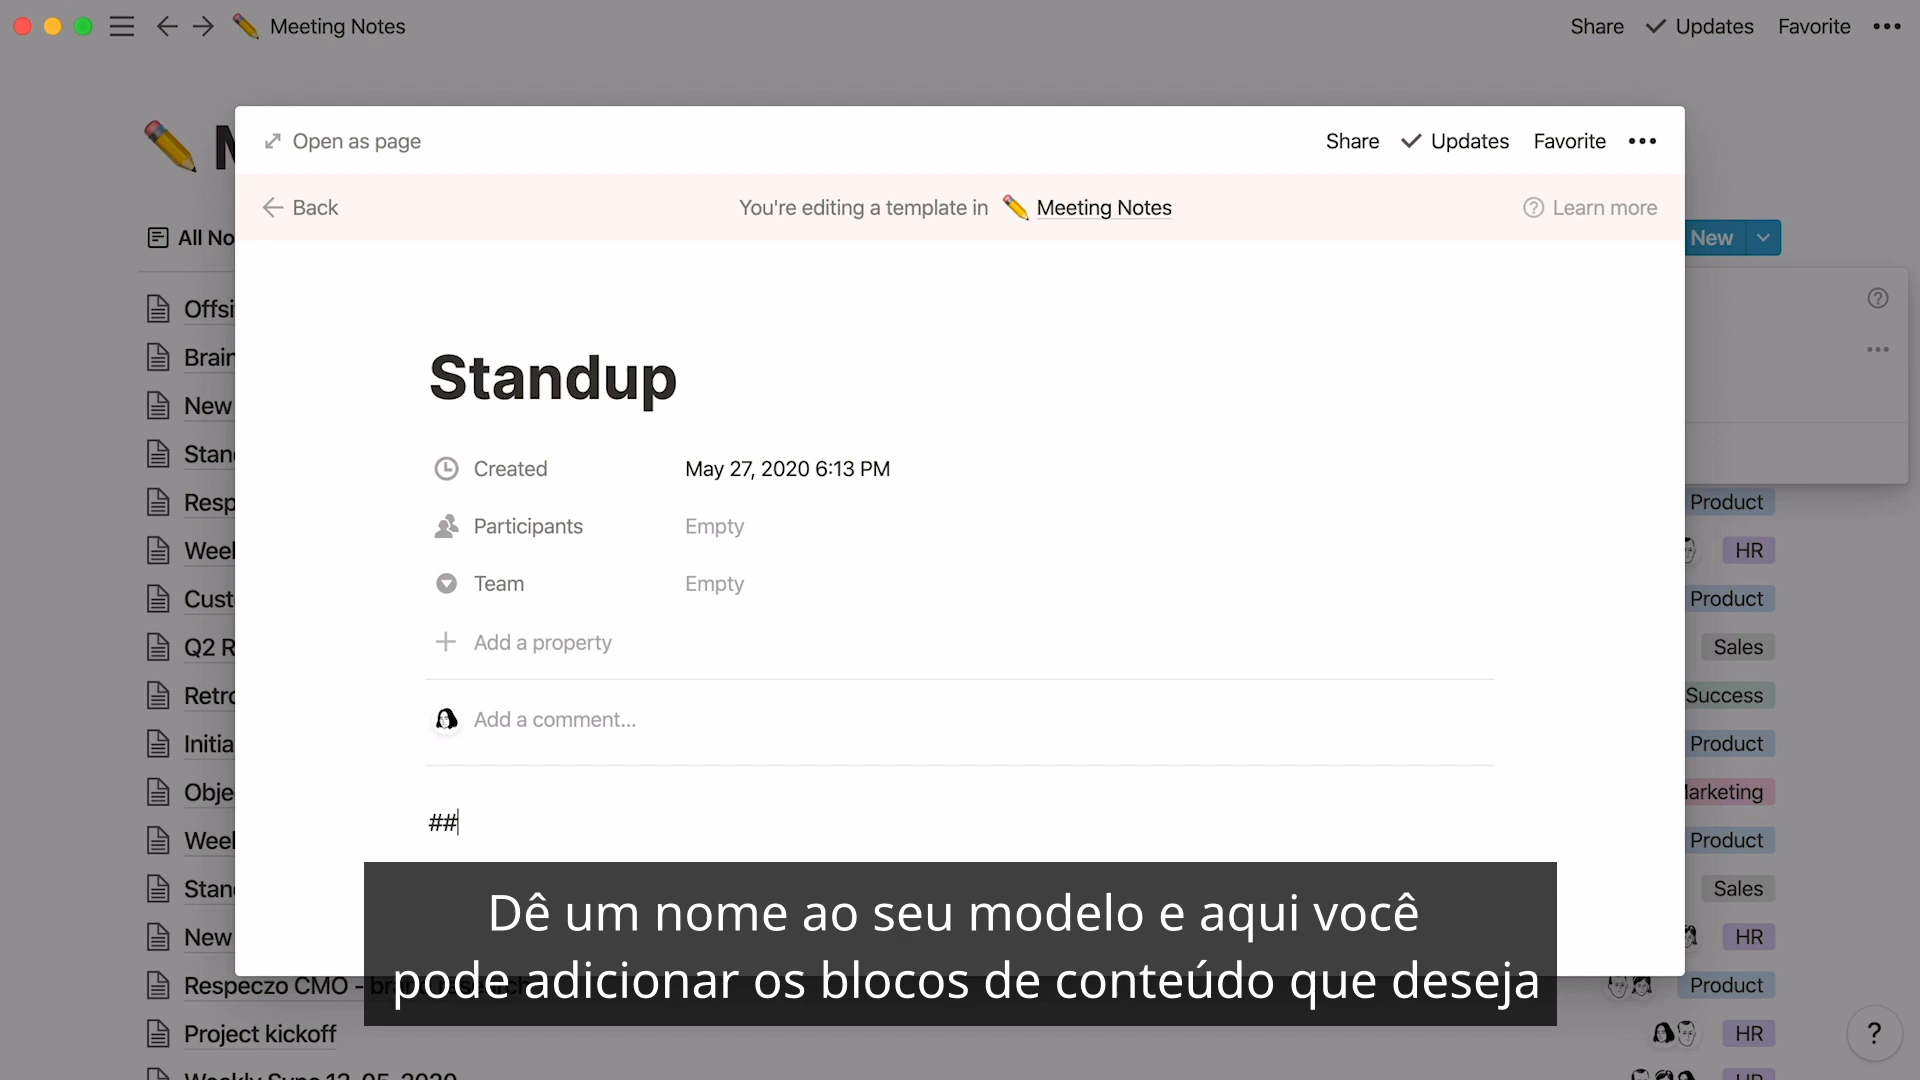 Meeting Notes
Share
Updates
Favorite
Open as page
Share
Updates
Favorite
Back
You're editing a template in
Meeting Notes
Learn more
All No
New
Offsi
Brain
New
Stan
Resp
Product
Weel
HR
Cust
Product
Q2 R
Sales
Retro
Success
Initia
Product
Obje
arketing
Weel
Product
Stan
Sales
New
HR
Standup
Created
May 27, 2020 6:13 PM
Participants
Empty
Team
Empty
Add a property
Add a comment...
##
Respeczo CMO -
Product
Project kickoff
HR
?
Dê um nome ao seu modelo e aqui você
pode adicionar os blocos de conteúdo que deseja